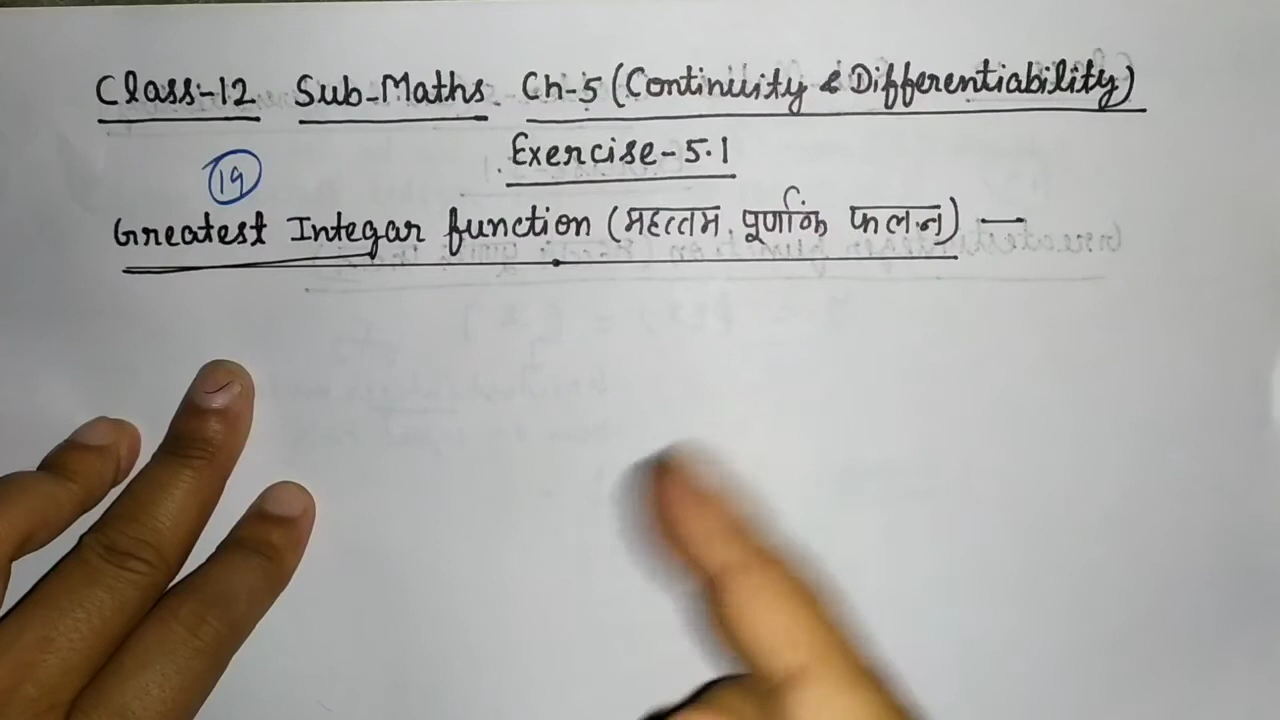 Class-12 Sub-Maths. Ch-5 (Continuity & Differentiability)
Exercise-5.1
19
Greatest Integar function (महत्तम पूर्णांक फलन) —